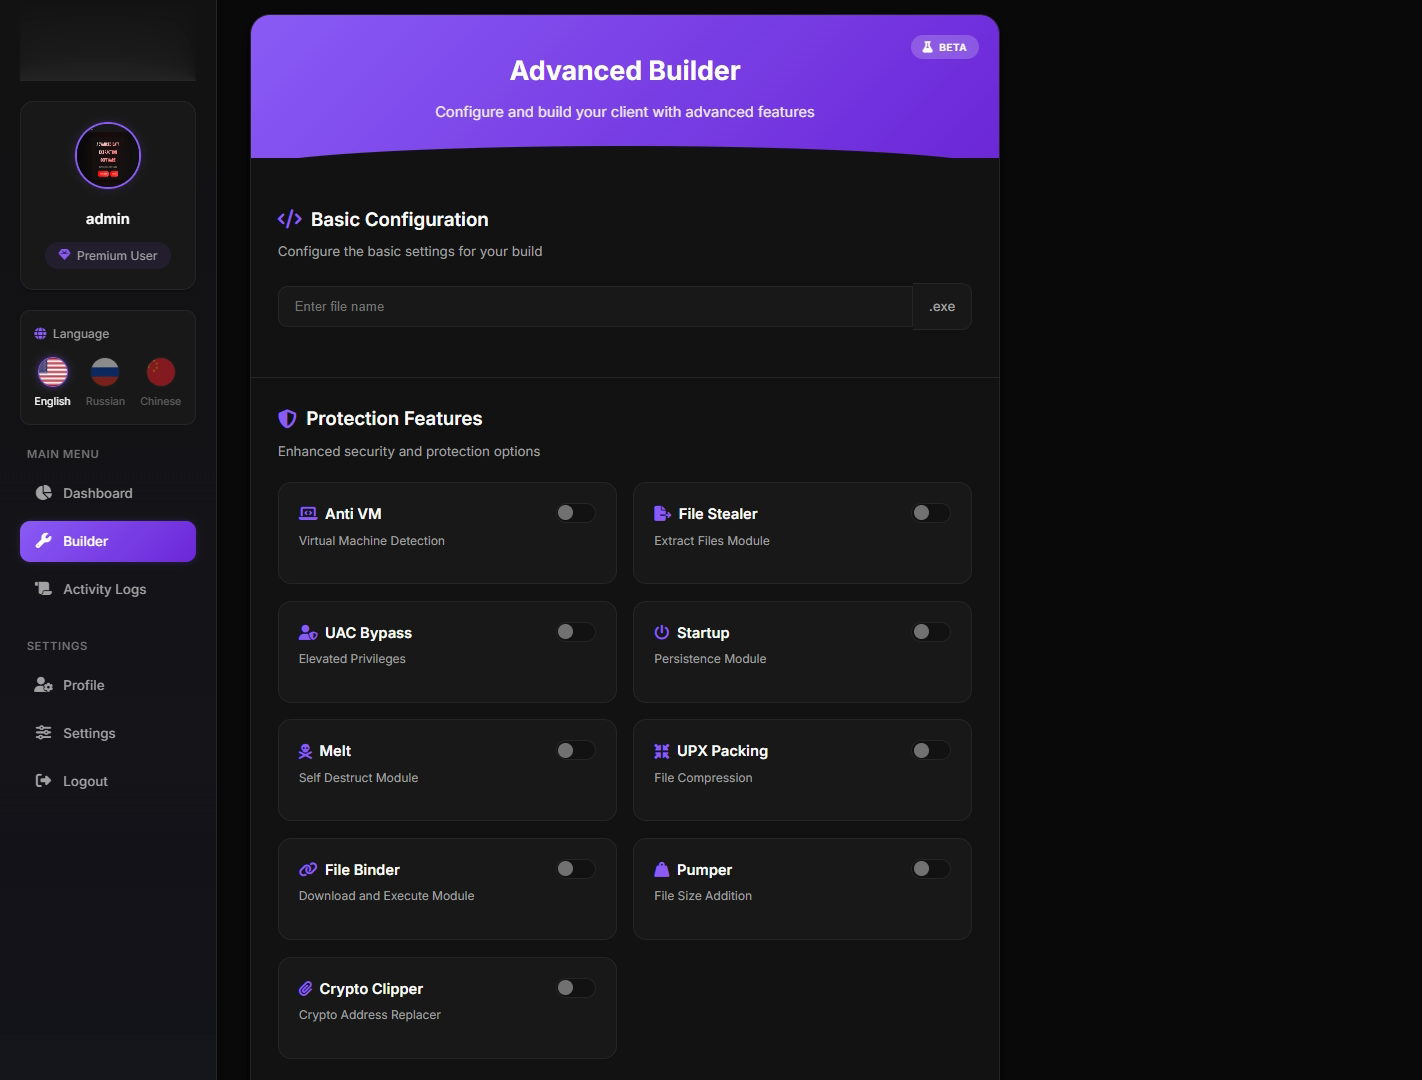 BETA
Advanced Builder
Configure and build your client with advanced features
admin
Premium User
Language
English Russian Chinese
MAIN MENU
Dashboard
Builder
Activity Logs
SETTINGS
Profile
Settings
Logout
Basic Configuration
Configure the basic settings for your build
Enter file name .exe
Protection Features
Enhanced security and protection options
Anti VM
Virtual Machine Detection
File Stealer
Extract Files Module
UAC Bypass
Elevated Privileges
Startup
Persistence Module
Melt
Self Destruct Module
UPX Packing
File Compression
File Binder
Download and Execute Module
Pumper
File Size Addition
Crypto Clipper
Crypto Address Replacer